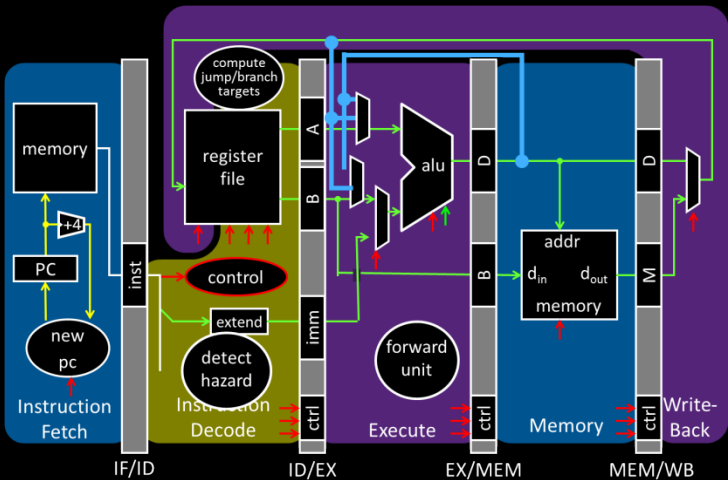 compute
jump/branch
targets
memory
register
file
A
B
alu
D
D
+4
PC
new
pc
inst
control
extend
detect
hazard
imm
forward
unit
B
addr
d_in
d_out
memory
M
ctrl
ctrl
ctrl
Instruction
Fetch
Instruction
Decode
Execute
Memory
Write-
Back
IF/ID
ID/EX
EX/MEM
MEM/WB